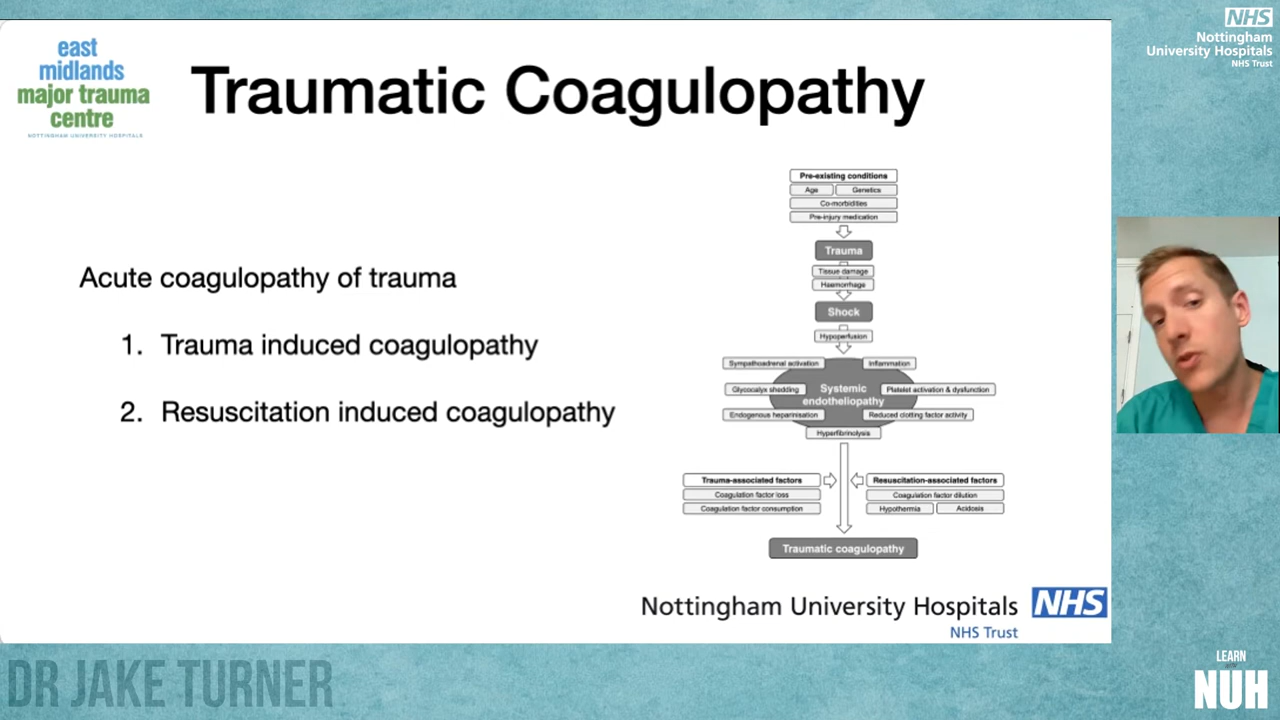 NHS
Nottingham
University Hospitals
NHS Trust
east
midlands
major trauma
centre
NOTTINGHAM UNIVERSITY HOSPITALS
Traumatic Coagulopathy
Acute coagulopathy of trauma
1. Trauma induced coagulopathy
2. Resuscitation induced coagulopathy
Pre-existing conditions
Age Genetics
Co-morbidities
Pre-injury medication
Trauma
Tissue damage
Haemorrhage
Shock
Hypoperfusion
Sympathoadrenal activation Inflammation
Glycocalyx shedding Systemic endotheliopathy Platelet activation & dysfunction
Endogenous heparinisation Reduced clotting factor activity
Hyperfibrinolysis
Trauma-associated factors Resuscitation-associated factors
Coagulation factor loss Coagulation factor dilution
Coagulation factor consumption Hypothermia Acidosis
Traumatic coagulopathy
Nottingham University Hospitals NHS
NHS Trust
DR JAKE TURNER
LEARN
NUH